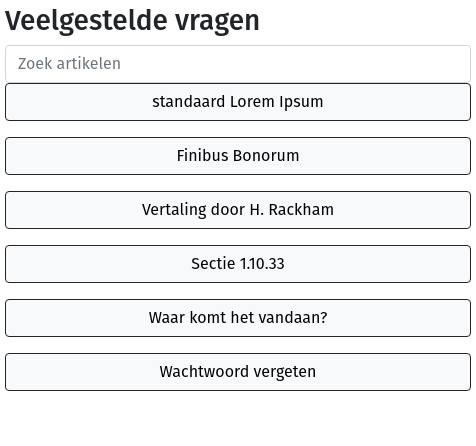 Veelgestelde vragen
Zoek artikelen
standaard Lorem Ipsum
Finibus Bonorum
Vertaling door H. Rackham
Sectie 1.10.33
Waar komt het vandaan?
Wachtwoord vergeten